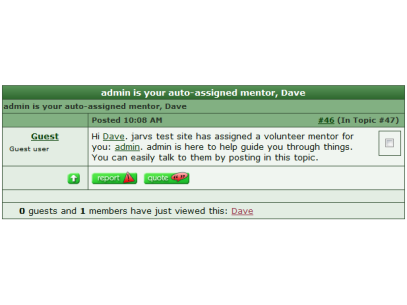 admin is your auto-assigned mentor, Dave
admin is your auto-assigned mentor, Dave
Posted 10:08 AM #46 (In Topic #47)
Guest
Guest user
Hi Dave. jarvs test site has assigned a volunteer mentor for
you: admin. admin is here to help guide you through things.
You can easily talk to them by posting in this topic.
report quote
0 guests and 1 members have just viewed this: Dave